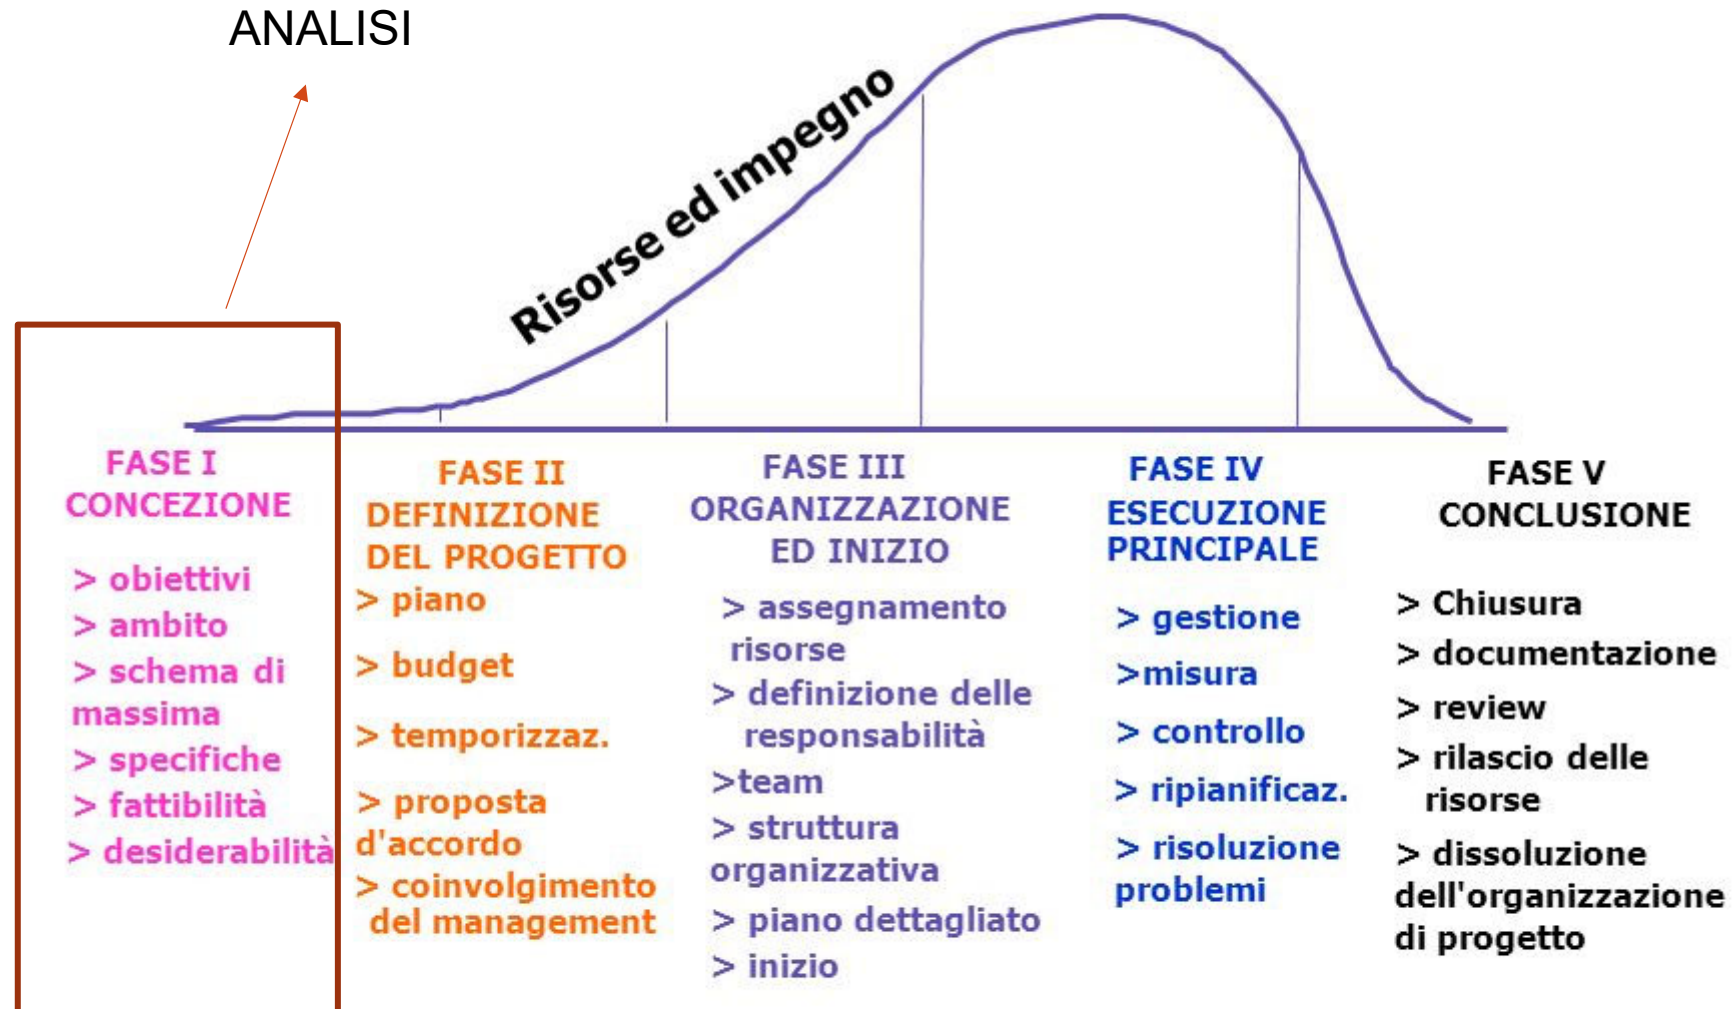 ANALISI
Risorse ed impegno
FASE I
CONCEZIONE
> obiettivi
> ambito
> schema di
massima
> specifiche
> fattibilità
> desiderabilità
FASE II
DEFINIZIONE
DEL PROGETTO
> piano
> budget
> temporizzaz.
> proposta
d'accordo
> coinvolgimento
del management
FASE III
ORGANIZZAZIONE
ED INIZIO
> assegnamento
risorse
> definizione delle
responsabilità
>team
> struttura
organizzativa
> piano dettagliato
> inizio
FASE IV
ESECUZIONE
PRINCIPALE
> gestione
>misura
> controllo
> ripianificaz.
> risoluzione
problemi
FASE V
CONCLUSIONE
> Chiusura
> documentazione
> review
> rilascio delle
risorse
> dissoluzione
dell'organizzazione
di progetto